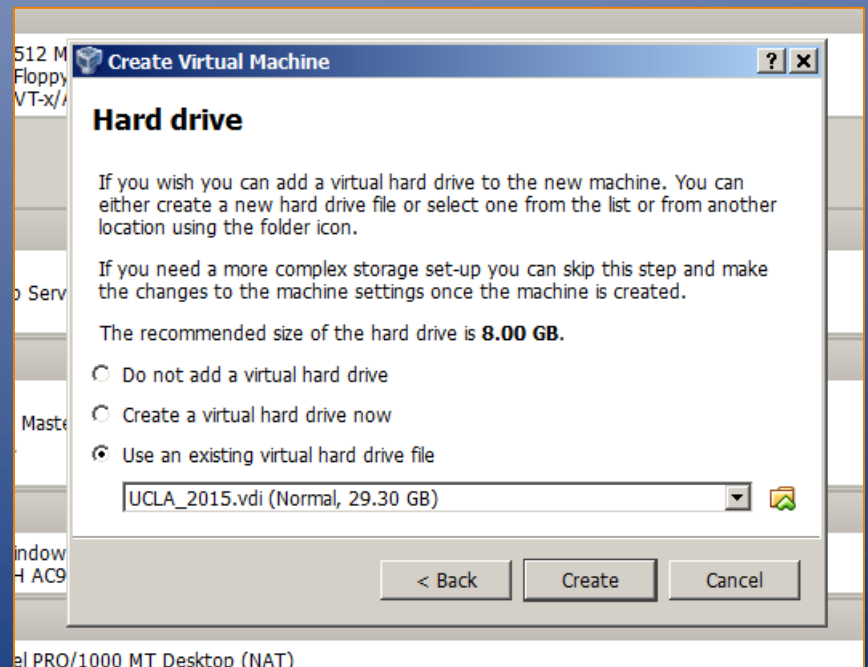 512 M
Floppy
VT-x/
Create Virtual Machine
Hard drive
If you wish you can add a virtual hard drive to the new machine. You can
either create a new hard drive file or select one from the list or from another
location using the folder icon.
If you need a more complex storage set-up you can skip this step and make
the changes to the machine settings once the machine is created.
The recommended size of the hard drive is 8.00 GB.
Do not add a virtual hard drive
Create a virtual hard drive now
Use an existing virtual hard drive file
UCLA_2015.vdi (Normal, 29.30 GB)
< Back Create Cancel
Serv
Maste
indow
H AC9
el PRO/1000 MT Desktop (NAT)